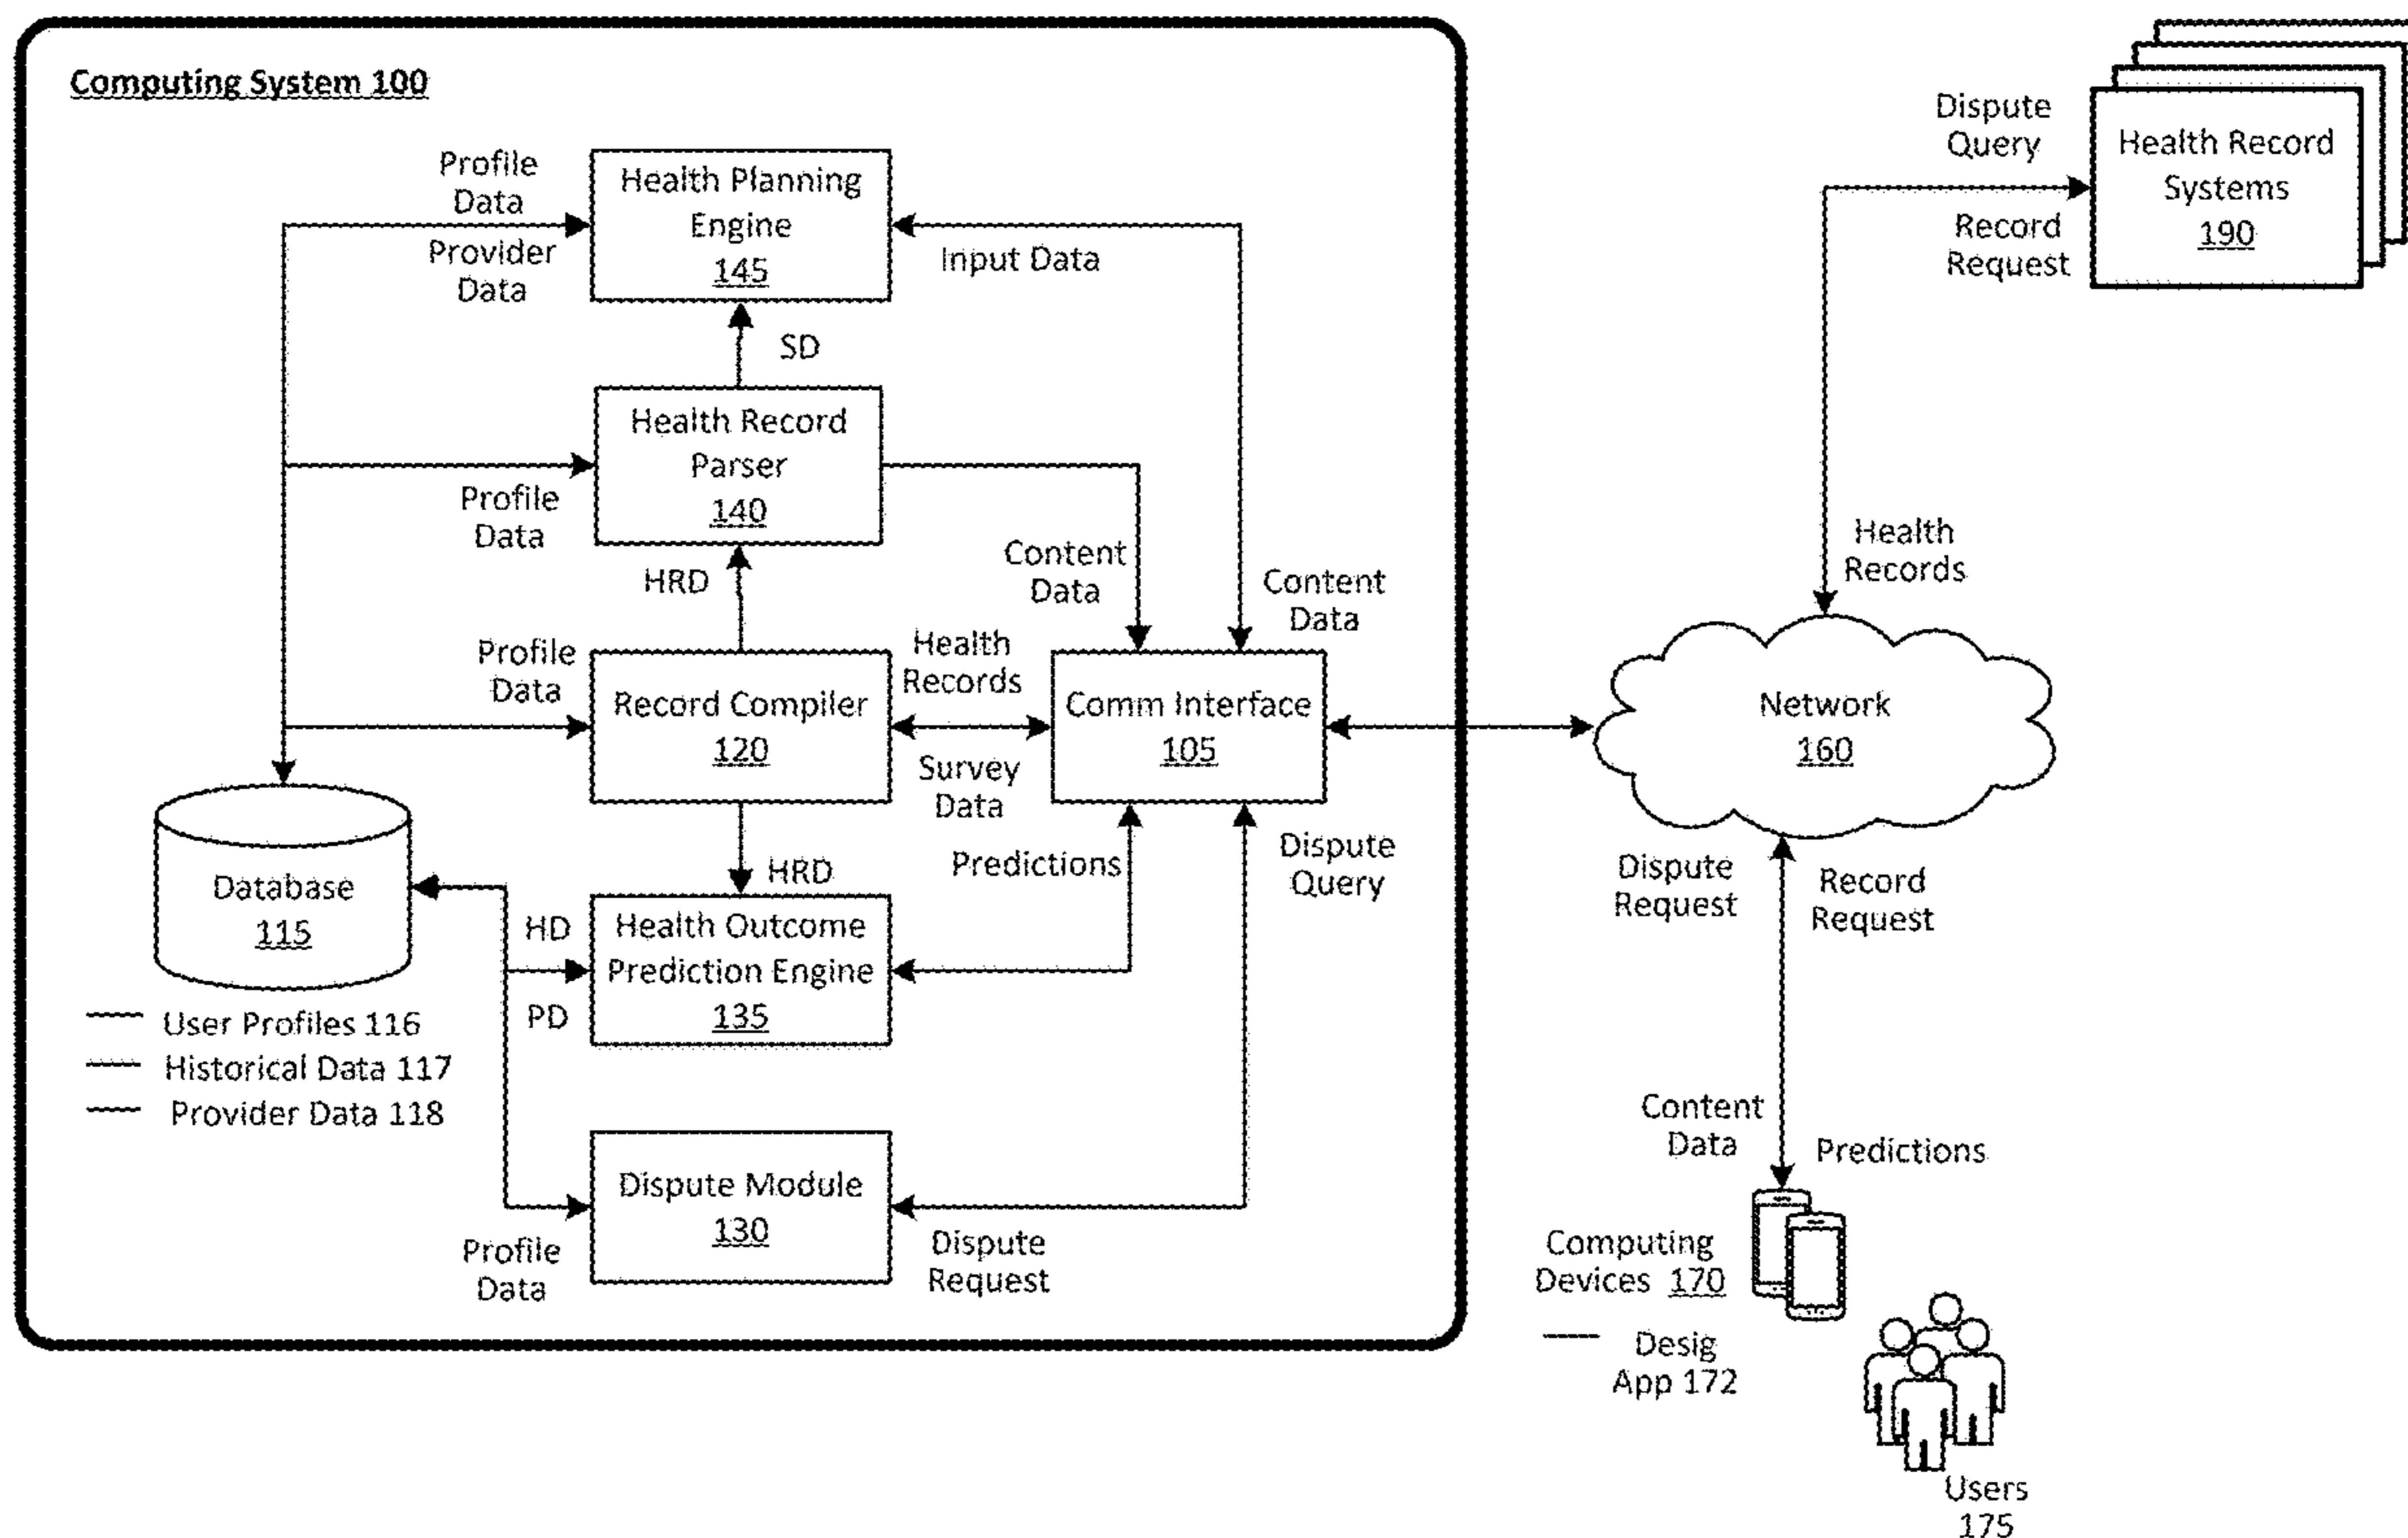 Computing System 100
Profile
Data
Provider
Data
Health Planning
Engine
145
Input Data
SD
Health Record
Parser
140
Profile
Data
HRD
Content
Data
Content
Data
Profile
Data
Record Compiler
120
Health
Records
Survey
Data
Comm Interface
105
HRD
Predictions
Dispute
Query
Database
115
User Profiles 116
Historical Data 117
Provider Data 118
HD
PD
Health Outcome
Prediction Engine
135
Dispute Module
130
Profile
Data
Dispute
Request
Dispute
Query
Record
Request
Health Record
Systems
190
Health
Records
Network
160
Dispute
Request
Record
Request
Content
Data
Predictions
Computing
Devices 170
Desig
App 172
Users
175